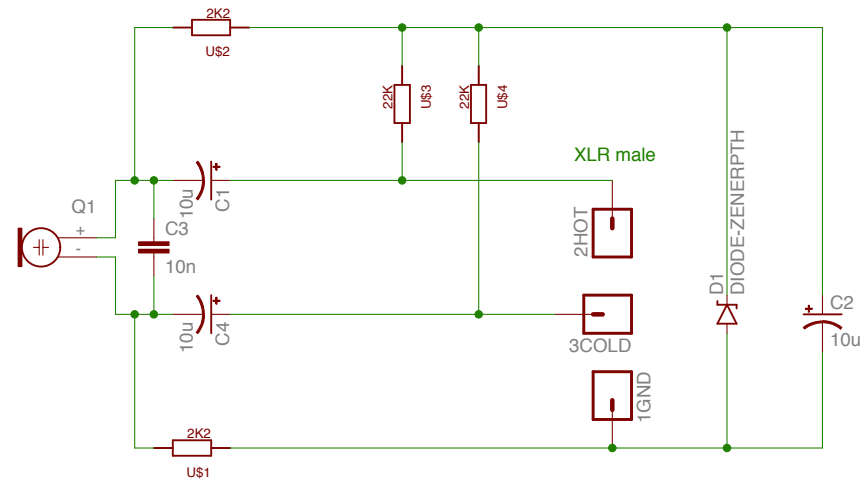 2K2
U$2
22K
U$3
22K
U$4
XLR male
Q1
+
-
10u
+
C1
C3
10n
2HOT
DIODE-ZENERPTH
D1
10u
+
C4
3COLD
+
C2
10u
1GND
2K2
U$1